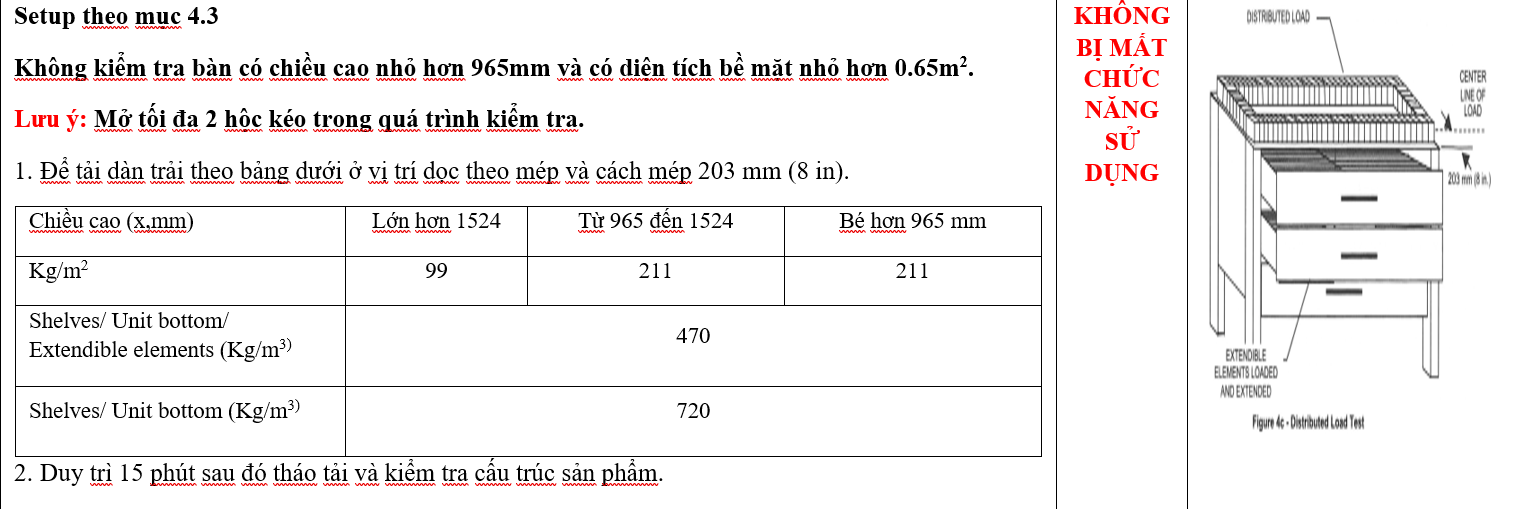 Setup theo mục 4.3
Không kiểm tra bàn có chiều cao nhỏ hơn 965mm và có diện tích bề mặt nhỏ hơn 0.65m².
Lưu ý: Mở tối đa 2 hộc kéo trong quá trình kiểm tra.
1. Để tải dàn trải theo bảng dưới ở vị trí dọc theo mép và cách mép 203 mm (8 in).
Chiều cao (x,mm) Lớn hơn 1524 Từ 965 đến 1524 Bé hơn 965 mm
Kg/m² 99 211 211
Shelves/ Unit bottom/
Extendible elements (Kg/m³⁾ 470
Shelves/ Unit bottom (Kg/m³⁾ 720
2. Duy trì 15 phút sau đó tháo tải và kiểm tra cấu trúc sản phẩm.
KHÔNG
BỊ MẤT
CHỨC
NĂNG
SỬ
DỤNG
DISTRIBUTED LOAD
CENTER
LINE OF
LOAD
203 mm (8 in.)
EXTENDIBLE
ELEMENTS LOADED
AND EXTENDED
Figure 4c - Distributed Load Test